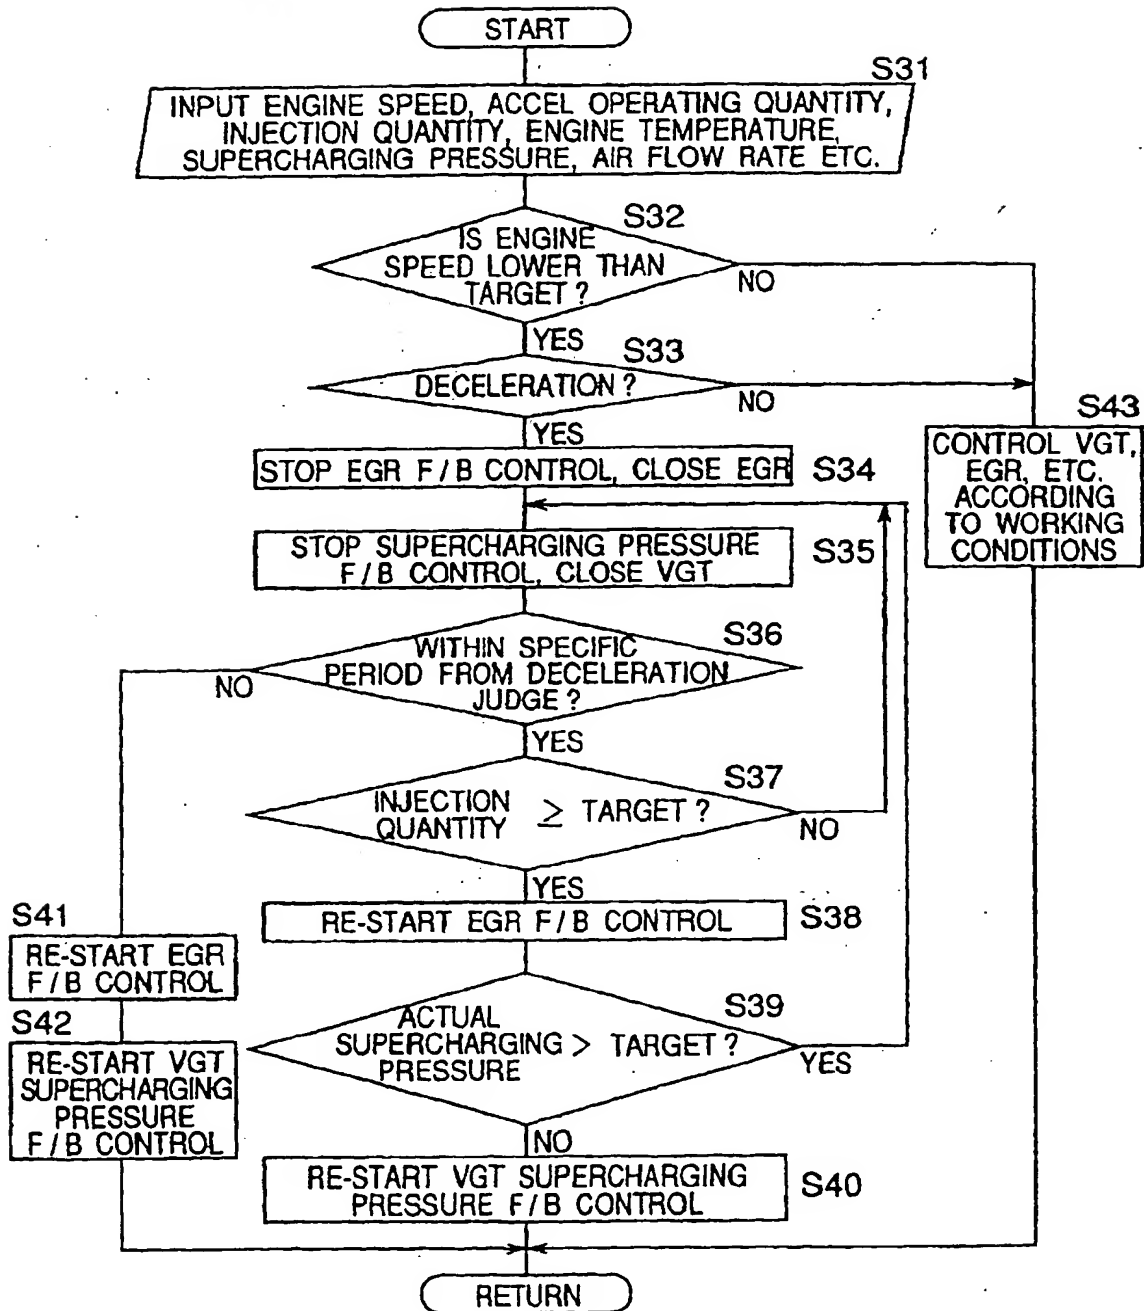 START
S31
INPUT ENGINE SPEED, ACCEL OPERATING QUANTITY,
INJECTION QUANTITY, ENGINE TEMPERATURE,
SUPERCHARGING PRESSURE, AIR FLOW RATE ETC.
S32
IS ENGINE
SPEED LOWER THAN
TARGET ?
NO
YES
S33
DECELERATION ?
NO
YES
S43
CONTROL VGT,
EGR, ETC.
ACCORDING
TO WORKING
CONDITIONS
STOP EGR F / B CONTROL, CLOSE EGR
S34
STOP SUPERCHARGING PRESSURE
F / B CONTROL, CLOSE VGT
S35
S36
WITHIN SPECIFIC
PERIOD FROM DECELERATION
JUDGE ?
NO
YES
S37
INJECTION
QUANTITY ≥ TARGET ?
NO
YES
S41
RE-START EGR
F / B CONTROL
RE-START EGR F / B CONTROL
S38
S42
RE-START VGT
SUPERCHARGING
PRESSURE
F / B CONTROL
S39
ACTUAL
SUPERCHARGING > TARGET ?
PRESSURE
YES
NO
RE-START VGT SUPERCHARGING
PRESSURE F / B CONTROL
S40
RETURN